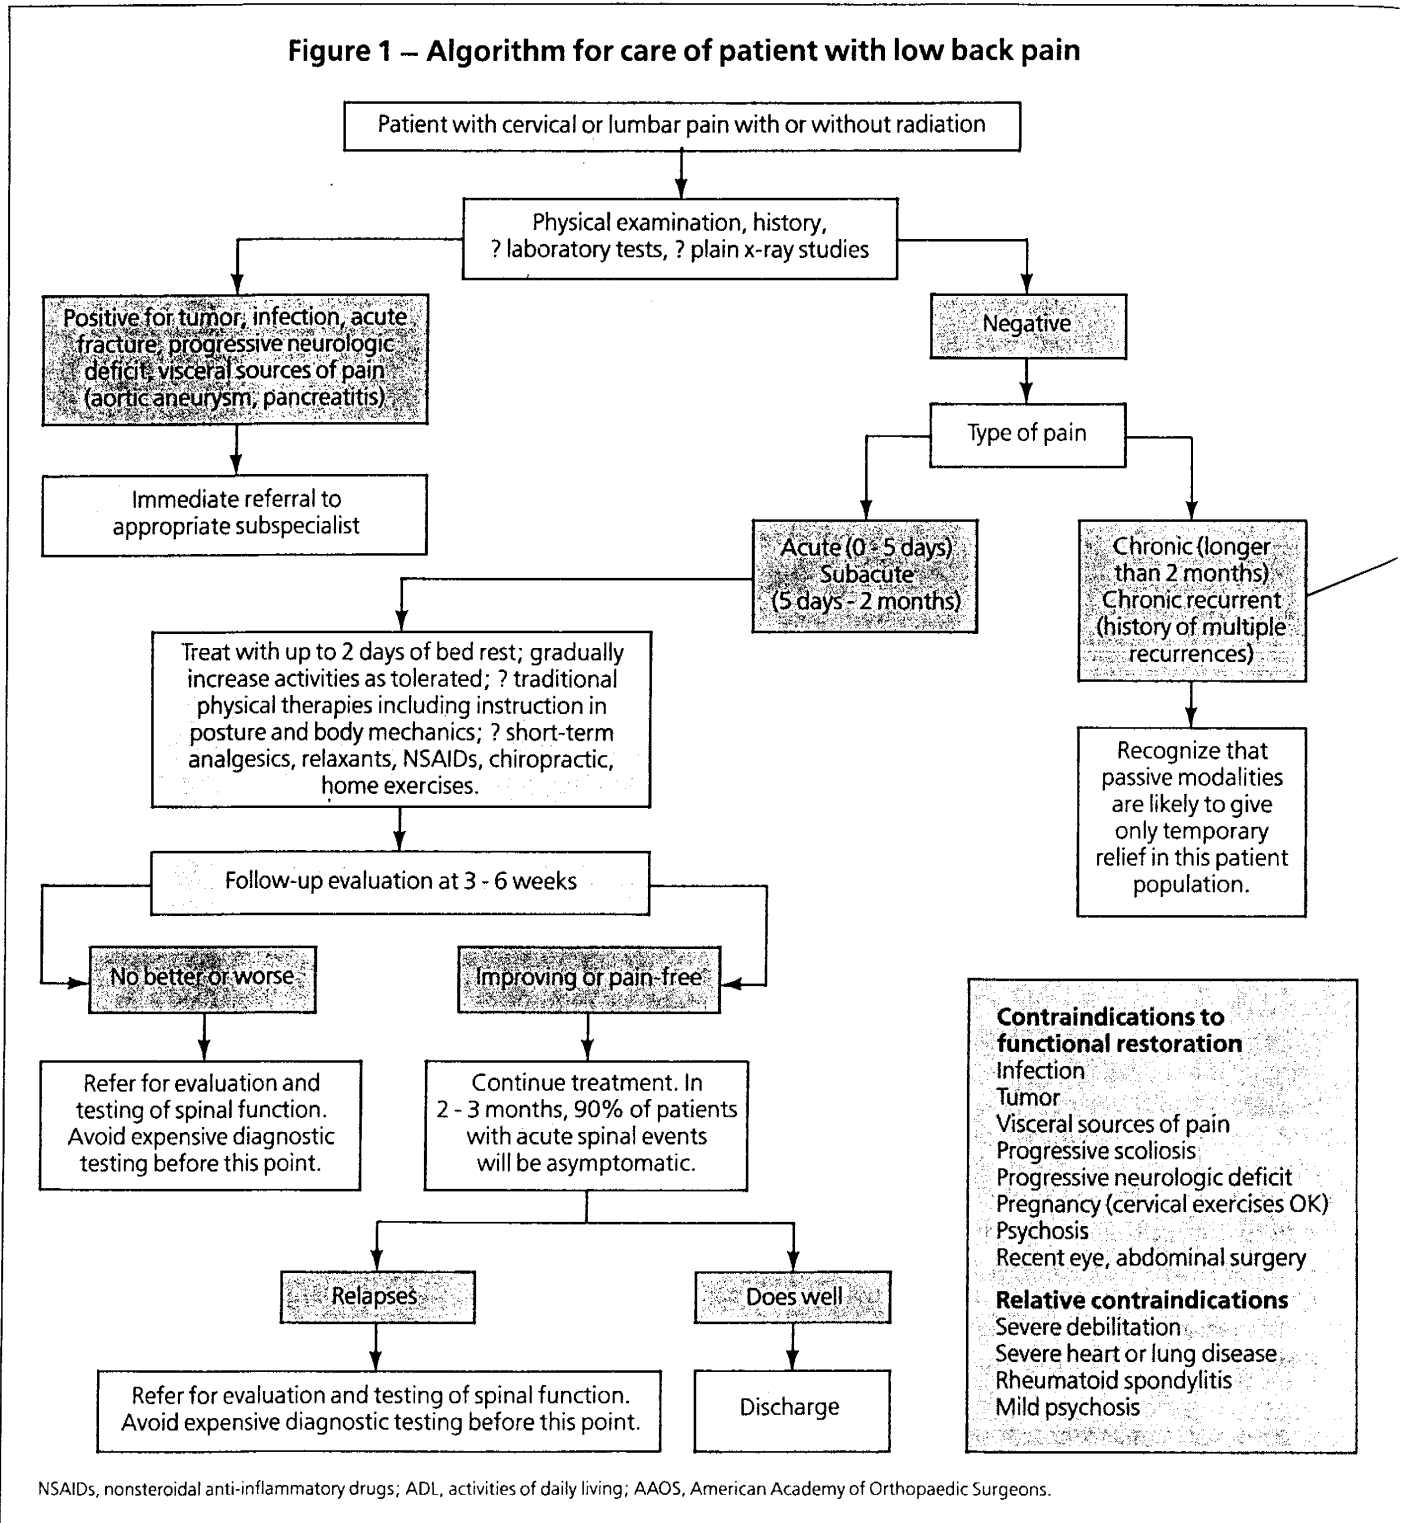 Figure 1 – Algorithm for care of patient with low back pain
Patient with cervical or lumbar pain with or without radiation
Physical examination, history,
? laboratory tests, ? plain x-ray studies
Positive for tumor, infection, acute
fracture, progressive neurologic
deficit, visceral sources of pain
(aortic aneurysm, pancreatitis)
Immediate referral to
appropriate subspecialist
Negative
Type of pain
Acute (0 - 5 days)
Subacute
(5 days - 2 months)
Chronic (longer
than 2 months)
Chronic recurrent
(history of multiple
recurrences)
Treat with up to 2 days of bed rest; gradually
increase activities as tolerated; ? traditional
physical therapies including instruction in
posture and body mechanics; ? short-term
analgesics, relaxants, NSAIDs, chiropractic,
home exercises.
Recognize that
passive modalities
are likely to give
only temporary
relief in this patient
population.
Follow-up evaluation at 3 - 6 weeks
No better or worse
Improving or pain-free
Refer for evaluation and
testing of spinal function.
Avoid expensive diagnostic
testing before this point.
Continue treatment. In
2 - 3 months, 90% of patients
with acute spinal events
will be asymptomatic.
Relapses
Does well
Refer for evaluation and testing of spinal function.
Avoid expensive diagnostic testing before this point.
Discharge
Contraindications to
functional restoration
Infection
Tumor
Visceral sources of pain
Progressive scoliosis
Progressive neurologic deficit
Pregnancy (cervical exercises OK)
Psychosis
Recent eye, abdominal surgery
Relative contraindications
Severe debilitation
Severe heart or lung disease
Rheumatoid spondylitis
Mild psychosis
NSAIDs, nonsteroidal anti-inflammatory drugs; ADL, activities of daily living; AAOS, American Academy of Orthopaedic Surgeons.